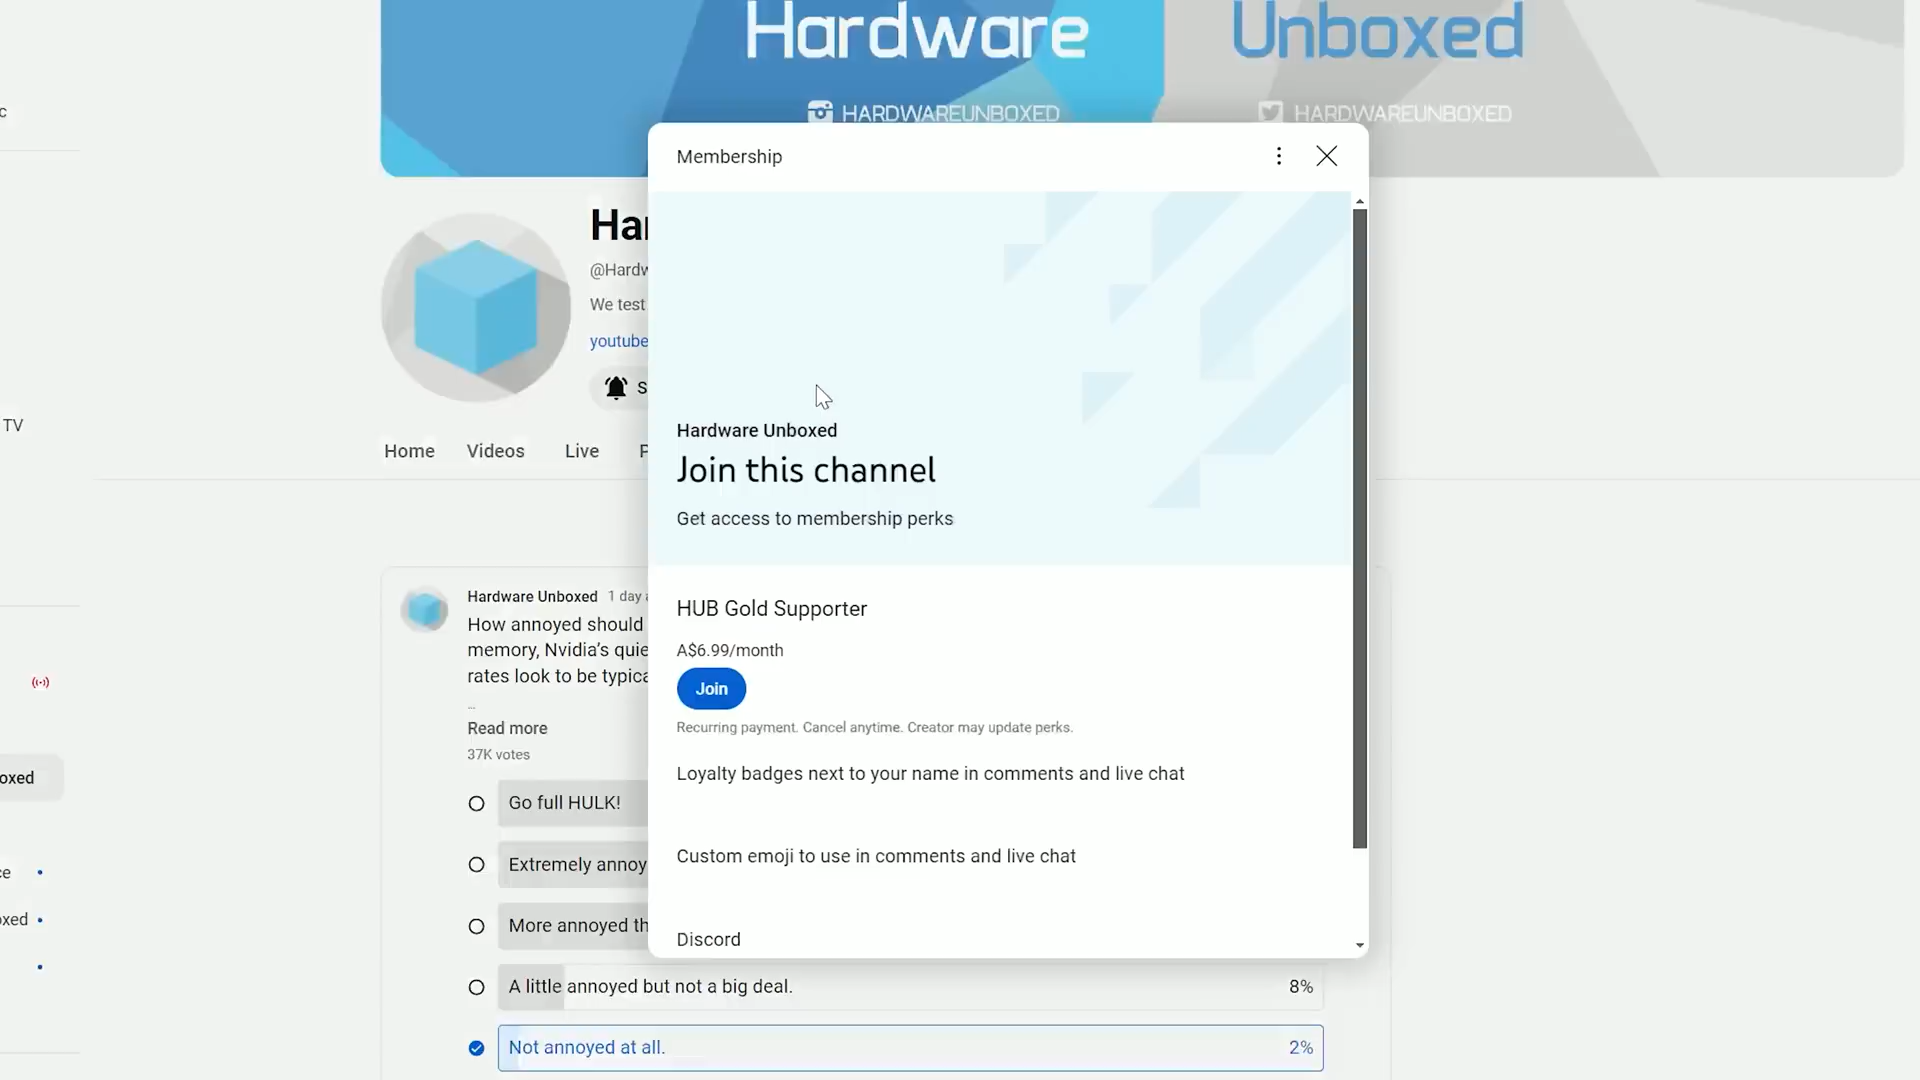 Hardware Unboxed
HARDWAREUNBOXED
HARDWAREUNBOXED
c
Membership
Har
@Hardw
We test
youtube
S
TV
Hardware Unboxed
Join this channel
Get access to membership perks
Home Videos Live P
HUB Gold Supporter
A$6.99/month
Join
Recurring payment. Cancel anytime. Creator may update perks.
Loyalty badges next to your name in comments and live chat
Custom emoji to use in comments and live chat
Discord
Hardware Unboxed 1 day
How annoyed should
memory, Nvidia’s quie
rates look to be typica
...
Read more
37K votes
oxed
Go full HULK!
Extremely annoy
ce
More annoyed th
oxed
A little annoyed but not a big deal. 8%
Not annoyed at all. 2%